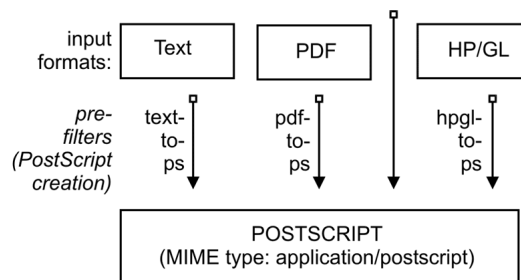 input
formats:
Text
PDF
HP/GL
pre-
filters
(PostScript
creation)
text-
to-
ps
pdf-
to-
ps
hpgl-
to-
ps
POSTSCRIPT
(MIME type: application/postscript)